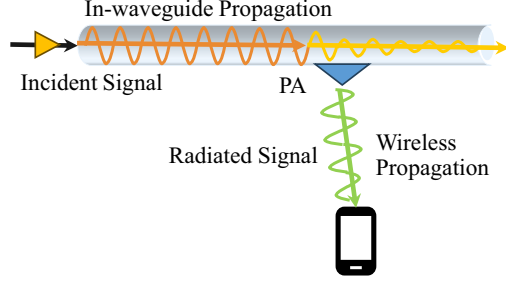 In-waveguide Propagation
Incident Signal
PA
Radiated Signal
Wireless
Propagation